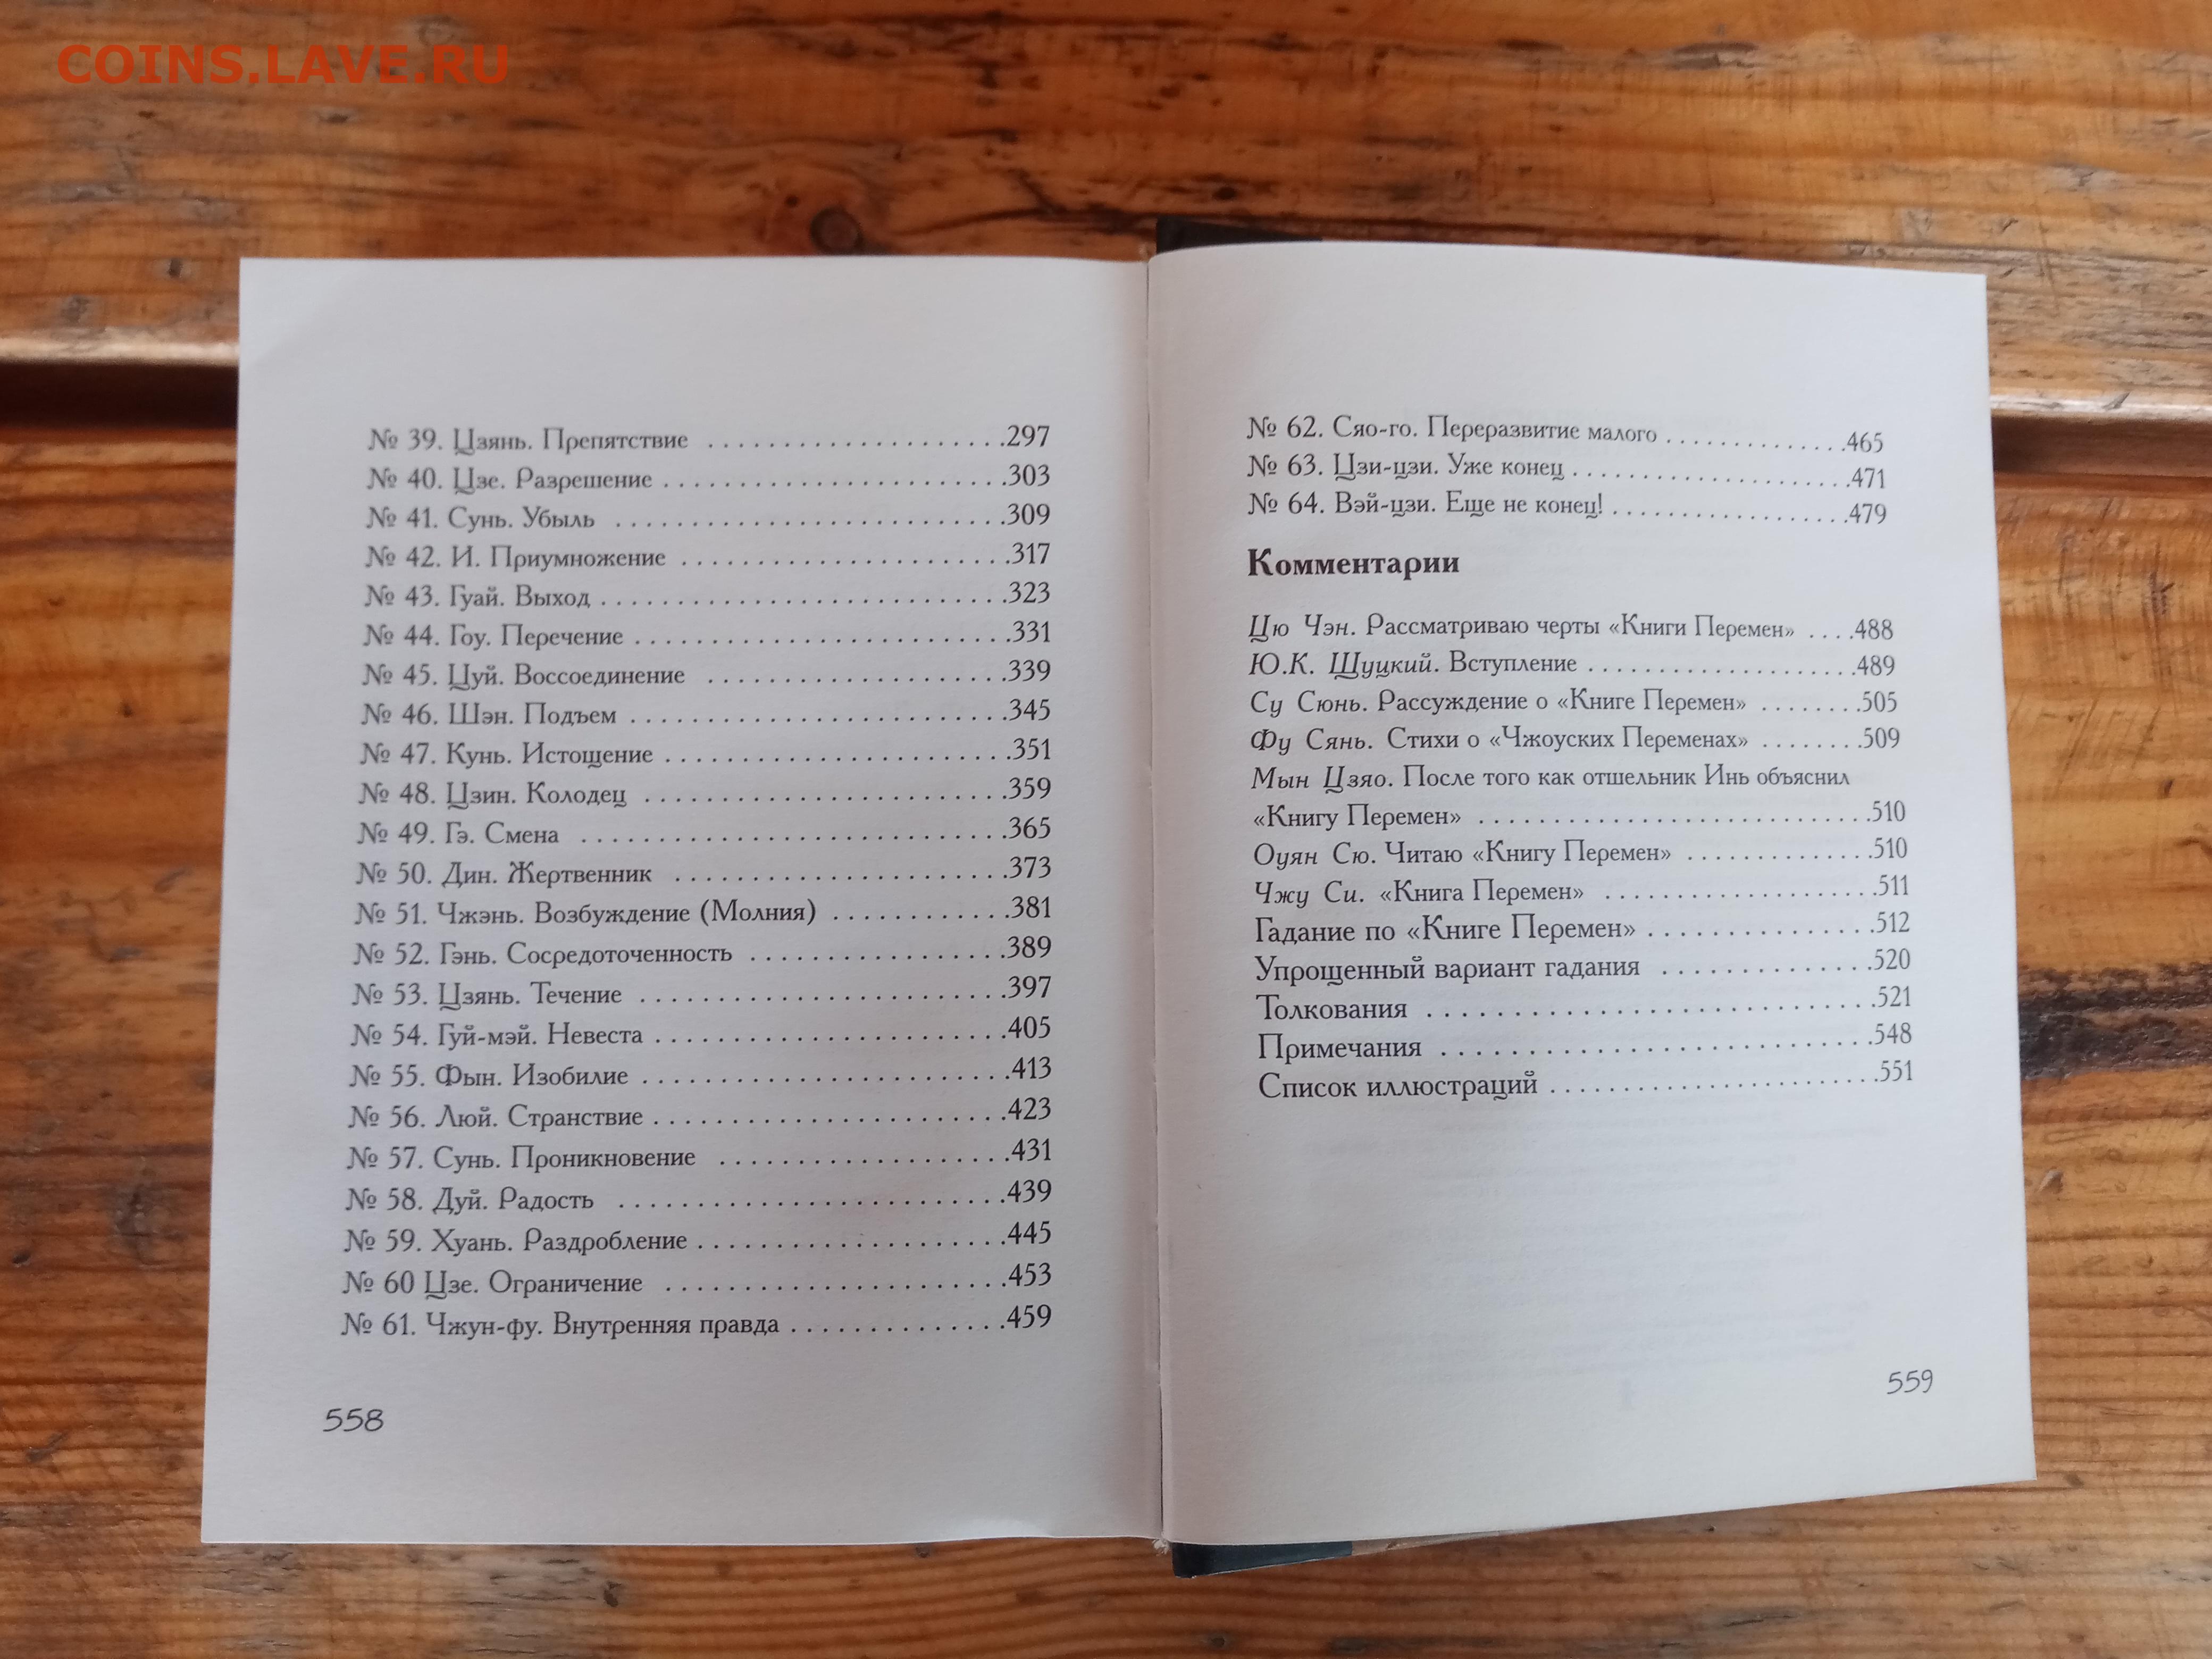 COINS.LAVE.RU
№ 39. Цзянь. Препятствие ......................297
№ 40. Цзе. Разрешение ..........................303
№ 41. Сунь. Убыль ..............................309
№ 42. И. Приумножение .........................317
№ 43. Гуай. Выход ...............................323
№ 44. Гоу. Перечение ............................331
№ 45. Цуй. Воссоединение .......................339
№ 46. Шэн. Подъем .............................345
№ 47. Кунь. Истощение ..........................351
№ 48. Цзин. Колодец ............................359
№ 49. Гэ. Смена ................................365
№ 50. Дин. Жертвенник .........................373
№ 51. Чжэнь. Возбуждение (Молния) .............381
№ 52. Гэнь. Сосредоточенность ...................389
№ 53. Цзянь. Течение ............................397
№ 54. Гуй-мэй. Невеста ..........................405
№ 55. Фын. Изобилие ............................413
№ 56. Люй. Странствие ..........................423
№ 57. Сунь. Проникновение ......................431
№ 58. Дуй. Радость ..............................439
№ 59. Хуань. Раздробление .......................445
№ 60 Цзе. Ограничение ..........................453
№ 61. Чжун-фу. Внутренняя правда ................459
558
№ 62. Сяо-го. Переразвитие малого ..............465
№ 63. Цзи-цзи. Уже конец .....................471
№ 64. Вэй-цзи. Еще не конец! ..................479
Комментарии
Цю Чэн. Рассматриваю черты «Книги Перемен» ....488
Ю.К. Щуцкий. Вступление ....................489
Су Сюнь. Рассуждение о «Книге Перемен» ........505
Фу Сянь. Стихи о «Чжоуских Переменах» ........509
Мын Цзяо. После того как отшельник Инь объяснил
«Книгу Перемен» .............................510
Оуян Сю. Читаю «Книгу Перемен» ..............510
Чжу Си. «Книга Перемен» .....................511
Гадание по «Книге Перемен» ................512
Упрощенный вариант гадания ...............520
Толкования ................................521
Примечания ...............................548
Список иллюстраций ........................551
559